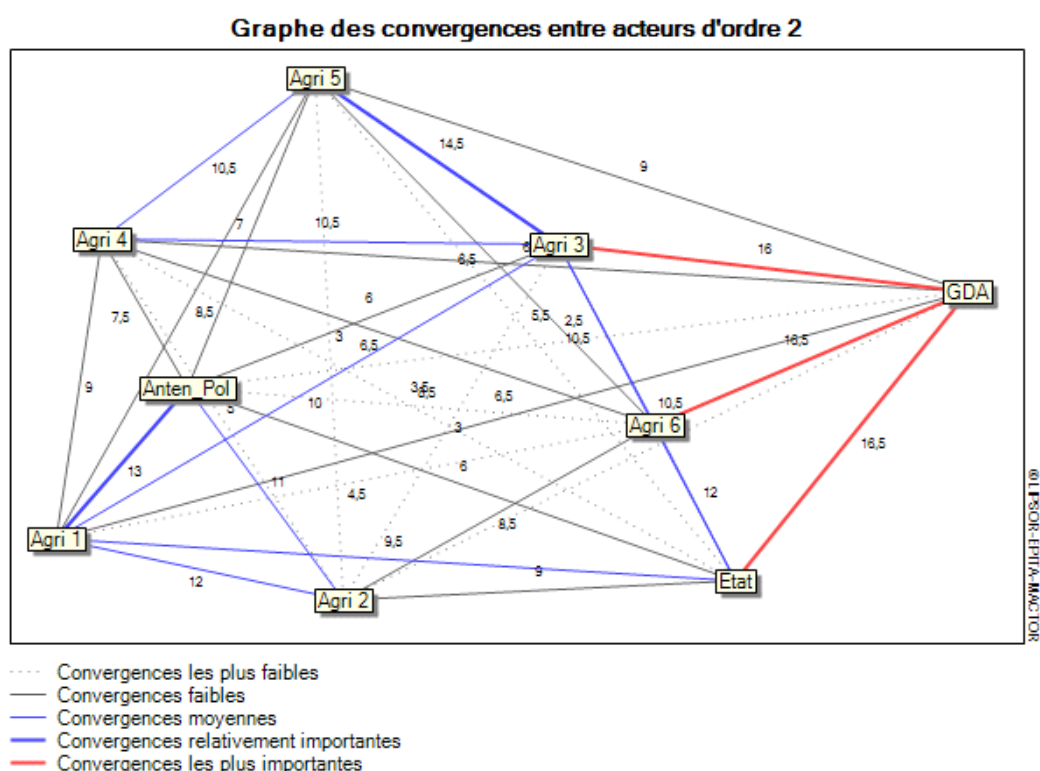 Graphe des convergences entre acteurs d'ordre 2
Agri 5
14,5
9
10,5
7
10,5
Agri 4
Agri 3
16
6,5
GDA
6
7,5
8,5
5,5
2,5
3
10,5
6,5
16,5
Anten_Pol
9
3,5
6,5
5
10
10,5
3
Agri 6
16,5
13
6
11
4,5
12
8,5
Agri 1
9,5
12
9
Etat
Agri 2
©LIPSOR-EPITA-MACTOR
Convergences les plus faibles
Convergences faibles
Convergences moyennes
Convergences relativement importantes
Convergences les plus importantes